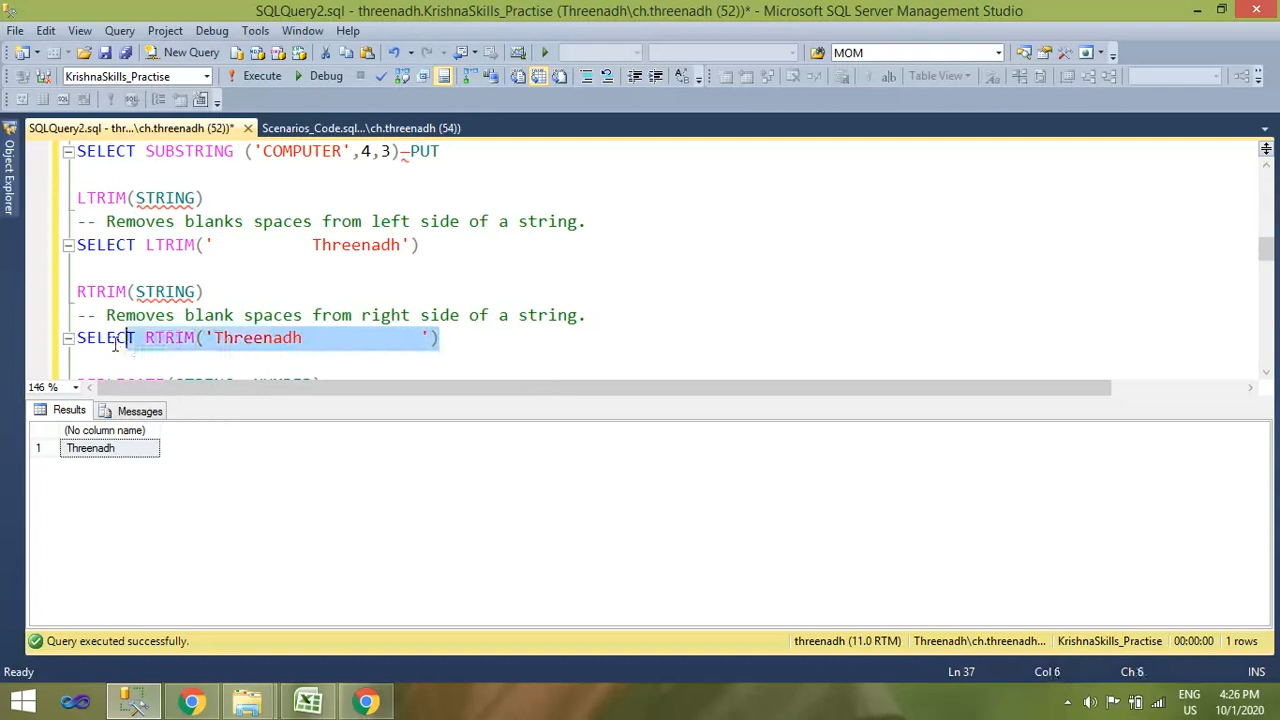 SQLQuery2.sql - threenadh.KrishnaSkills_Practise (Threenadh\ch.threenadh (52))* - Microsoft SQL Server Management Studio
File Edit View Query Project Debug Tools Window Help
New Query MOM
KrishnaSkills_Practise Execute Debug Table View
SQLQuery2.sql - thr...\ch.threenadh (52))* Scenarios_Code.sql...\ch.threenadh (54))
Object Explorer
SELECT SUBSTRING ('COMPUTER',4,3)—PUT
LTRIM(STRING)
-- Removes blanks spaces from left side of a string.
SELECT LTRIM('          Threenadh')
RTRIM(STRING)
-- Removes blank spaces from right side of a string.
SELECT RTRIM('Threenadh            ')
146 %
Results Messages
(No column name)
1 Threenadh
Query executed successfully. threenadh (11.0 RTM) Threenadh\ch.threenadh... KrishnaSkills_Practise 00:00:00 1 rows
Ready Ln 37 Col 6 Ch 6 INS
ENG 4:26 PM
US 10/1/2020